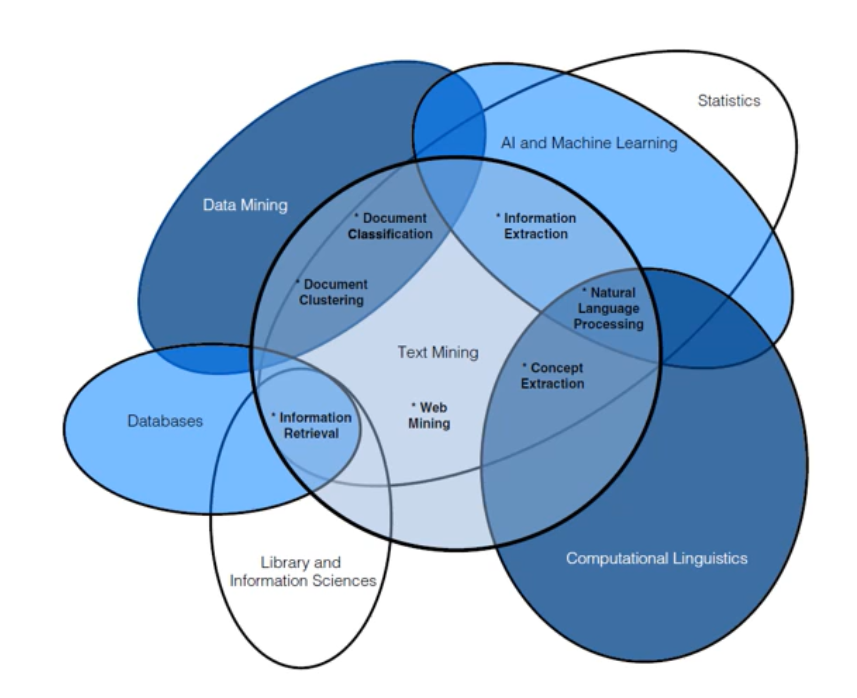 Statistics
AI and Machine Learning
Data Mining
* Document
Classification
* Information
Extraction
* Document
Clustering
* Natural
Language
Processing
Text Mining
* Concept
Extraction
* Web
Mining
Databases
* Information
Retrieval
Library and
Information Sciences
Computational Linguistics